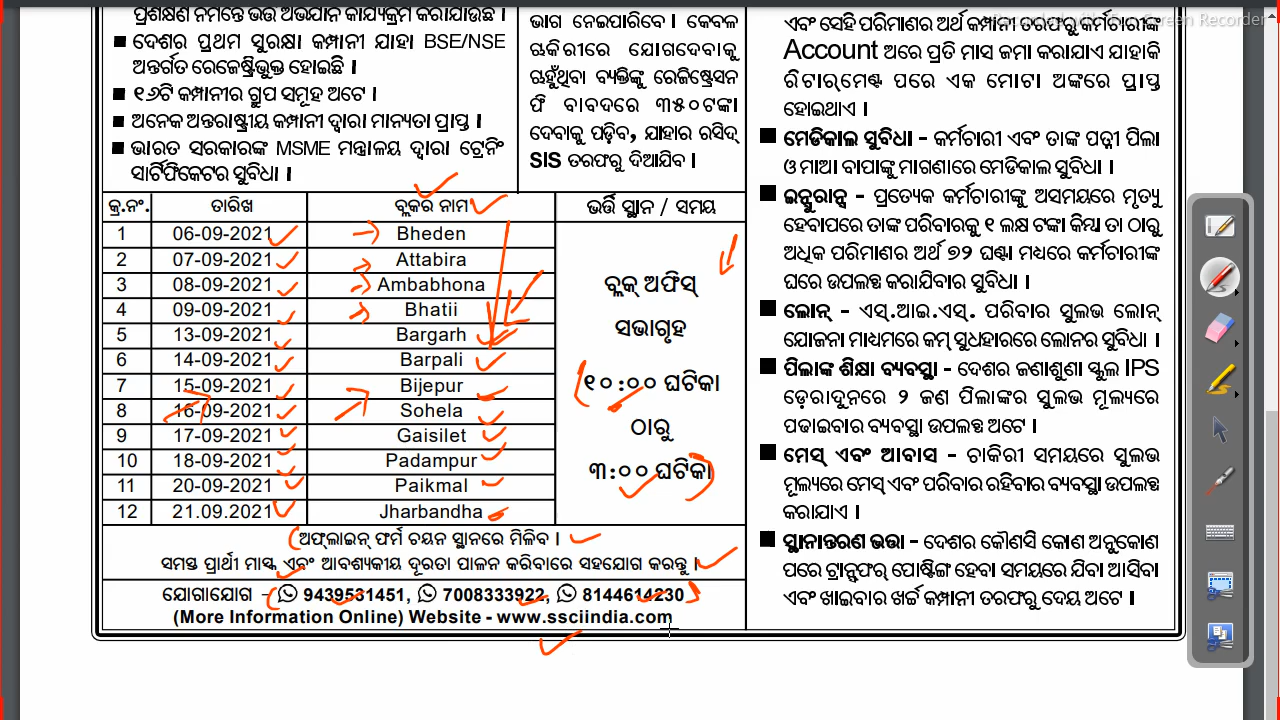 ପ୍ରଶିକ୍ଷଣ ନିମନ୍ତେ ଭର୍ତ୍ତି ଅଭିଯାନ କାର୍ଯ୍ୟକ୍ରମ କରାଯାଉଛି ।
■ ଦେଶର ପ୍ରଥମ ସୁରକ୍ଷା କମ୍ପାନୀ ଯାହା BSE/NSE
ଅନ୍ତର୍ଗତ ରେଜେଷ୍ଟ୍ରିଭୁକ୍ତ ହୋଇଛି ।
■ ୧୬ଟି କମ୍ପାନୀର ଗ୍ରୁପ ସମୂହ ଅଟେ ।
■ ଅନେକ ଅନ୍ତରାଷ୍ଟ୍ରୀୟ କମ୍ପାନୀ ଦ୍ୱାରା ମାନ୍ୟତା ପ୍ରାପ୍ତ ।
■ ଭାରତ ସରକାରଙ୍କ MSME ମନ୍ତ୍ରାଳୟ ଦ୍ୱାରା ଟ୍ରେନିଂ
ସାର୍ଟିଫିକେଟର ସୁବିଧା ।
ଭାଗ ନେଇପାରିବେ । କେବଳ
ଋକିରୀରେ ଯୋଗଦେବାକୁ
ଋହୁଁଥିବା ବ୍ୟକ୍ତିଙ୍କୁ ରେଜିଷ୍ଟ୍ରେସନ
ଫି ବାବଦରେ ୩୫୦ଟଙ୍କା
ଦେବାକୁ ପଡ଼ିବ, ଯାହାର ରସିଦ୍
SIS ତରଫରୁ ଦିଆଯିବ ।
କ୍ର.ନଂ. ତାରିଖ ବ୍ଲକର ନାମ ଭର୍ତ୍ତି ସ୍ଥାନ / ସମୟ
1 06-09-2021 Bheden
2 07-09-2021 Attabira
3 08-09-2021 Ambabhona
4 09-09-2021 Bhatii
5 13-09-2021 Bargarh
6 14-09-2021 Barpali
7 15-09-2021 Bijepur
8 16-09-2021 Sohela
9 17-09-2021 Gaisilet
10 18-09-2021 Padampur
11 20-09-2021 Paikmal
12 21.09.2021 Jharbandha
ବ୍ଲକ୍ ଅଫିସ୍
ସଭାଗୃହ
୧୦:୦୦ ଘଟିକା
ଠାରୁ
୩:୦୦ ଘଟିକା
ଅଫ୍‌ଲାଇନ୍ ଫର୍ମ ଚୟନ ସ୍ଥାନରେ ମିଳିବ ।
ସମସ୍ତ ପ୍ରାର୍ଥୀ ମାସ୍କ ଏବଂ ଆବଶ୍ୟକୀୟ ଦୂରତା ପାଳନ କରିବାରେ ସହଯୋଗ କରନ୍ତୁ ।
ଯୋଗାଯୋଗ - 9439531451, 7008333922, 8144614230
(More Information Online) Website - www.ssciindia.com
ଏବଂ ସେହି ପରିମାଣର ଅର୍ଥ କମ୍ପାନୀ ତରଫରୁ କର୍ମଚାରୀଙ୍କ
Account ଅରେ ପ୍ରତି ମାସ ଜମା କରାଯାଏ ଯାହାକି
ରିଟାର୍‌ମେଣ୍ଟ ପରେ ଏକ ମୋଟା ଅଙ୍କରେ ପ୍ରାପ୍ତ
ହୋଇଥାଏ ।
■ ମେଡିକାଲ ସୁବିଧା - କର୍ମଚାରୀ ଏବଂ ତାଙ୍କ ପତ୍ନୀ ପିଲା
ଓ ମାଆ ବାପାଙ୍କୁ ମାଗଣାରେ ମେଡିକାଲ ସୁବିଧା ।
■ ଇନ୍ସୁରାନ୍ସ - ପ୍ରତ୍ୟେକ କର୍ମଚାରୀଙ୍କୁ ଅସମୟରେ ମୃତ୍ୟୁ
ହେବାପରେ ତାଙ୍କ ପରିବାରକୁ ୧ ଲକ୍ଷ ଟଙ୍କା କିମ୍ବା ତା ଠାରୁ
ଅଧିକ ପରିମାଣର ଅର୍ଥ ୭୨ ଘଣ୍ଟା ମଧ୍ୟରେ କର୍ମଚାରୀଙ୍କ
ଘରେ ଉପଲବ୍ଧ କରାଯିବାର ସୁବିଧା ।
■ ଲୋନ୍ - ଏସ୍.ଆଇ.ଏସ୍. ପରିବାର ସୁଲଭ ଲୋନ୍
ଯୋଜନା ମାଧ୍ୟମରେ କମ୍ ସୁଧହାରରେ ଲୋନର ସୁବିଧା ।
■ ପିଲାଙ୍କ ଶିକ୍ଷା ବ୍ୟବସ୍ଥା - ଦେଶର ଜଣାଶୁଣା ସ୍କୁଲ IPS
ଡ଼େରାଦୁନରେ ୨ ଜଣ ପିଲାଙ୍କର ସୁଲଭ ମୂଲ୍ୟରେ
ପଢାଇବାର ବ୍ୟବସ୍ଥା ଉପଲବ୍ଧ ଅଟେ ।
■ ମେସ୍ ଏବଂ ଆବାସ - ଚାକିରୀ ସମୟରେ ସୁଲଭ
ମୂଲ୍ୟରେ ମେସ୍ ଏବଂ ପରିବାର ରହିବାର ବ୍ୟବସ୍ଥା ଉପଲବ୍ଧ
କରାଯାଏ ।
■ ସ୍ଥାନାନ୍ତରଣ ଭତ୍ତା - ଦେଶର କୌଣସି କୋଣ ଅନୁକୋଣ
ପରେ ଟ୍ରାନ୍ସଫର୍ ପୋଷ୍ଟିଙ୍ଗ ହେବା ସମୟରେ ଯିବା ଆସିବା
ଏବଂ ଖାଇବାର ଖର୍ଚ୍ଚ କମ୍ପାନୀ ତରଫରୁ ଦେୟ ଅଟେ ।